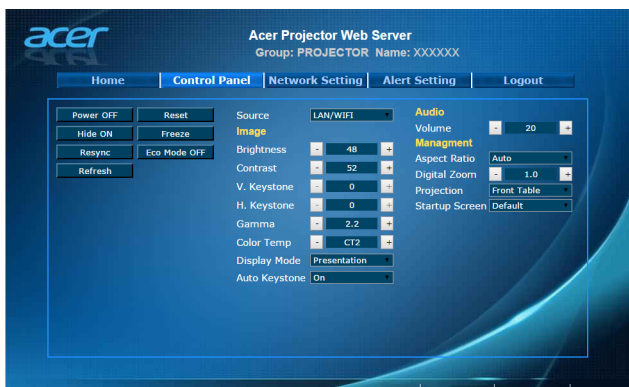 acer
Acer Projector Web Server
Group: PROJECTOR Name: XXXXXX
Home Control Panel Network Setting Alert Setting Logout
Power OFF Reset
Hide ON Freeze
Resync Eco Mode OFF
Refresh
Source LAN/WIFI
Image
Brightness - 48 +
Contrast - 52 +
V. Keystone - 0 +
H. Keystone - 0 +
Gamma - 2.2 +
Color Temp - CT2 +
Display Mode Presentation
Auto Keystone On
Audio
Volume - 20 +
Managment
Aspect Ratio Auto
Digital Zoom - 1.0 +
Projection Front Table
Startup Screen Default